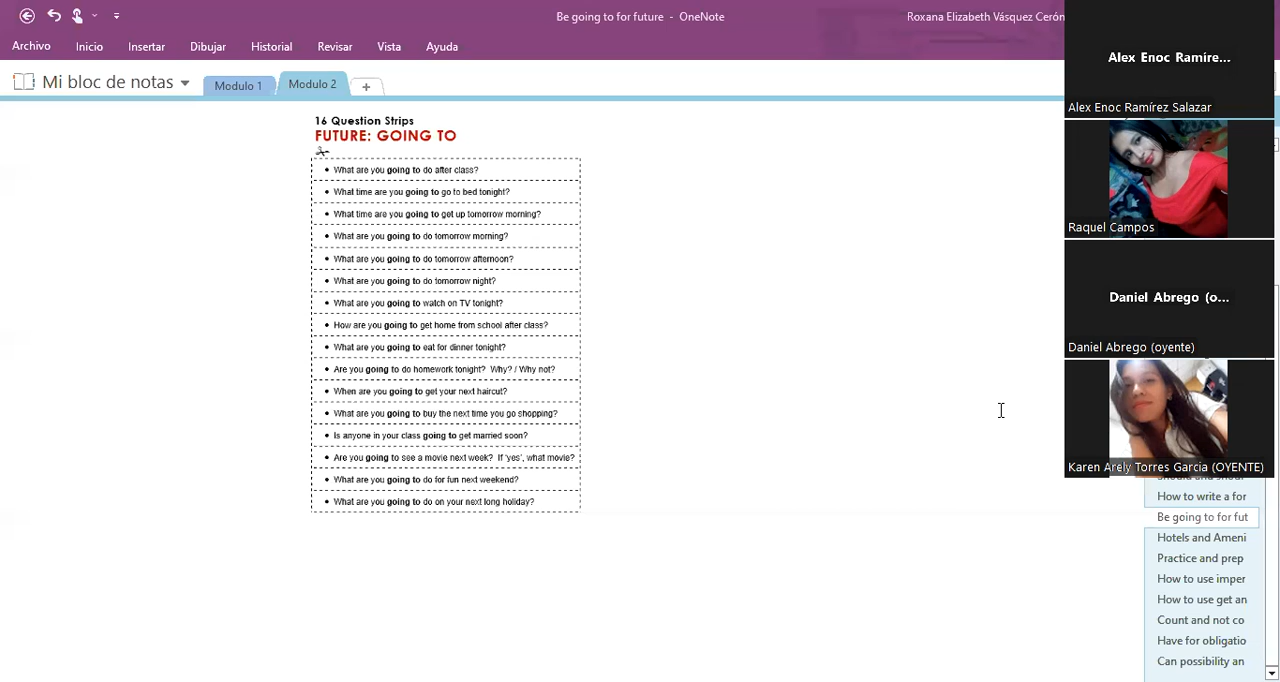 Be going to for future - OneNote
Roxana Elizabeth Vásquez Cerón
Archivo Inicio Insertar Dibujar Historial Revisar Vista Ayuda
Mi bloc de notas Modulo 1 Modulo 2 +
16 Question Strips
FUTURE: GOING TO
• What are you going to do after class?
• What time are you going to go to bed tonight?
• What time are you going to get up tomorrow morning?
• What are you going to do tomorrow morning?
• What are you going to do tomorrow afternoon?
• What are you going to do tomorrow night?
• What are you going to watch on TV tonight?
• How are you going to get home from school after class?
• What are you going to eat for dinner tonight?
• Are you going to do homework tonight? Why? / Why not?
• When are you going to get your next haircut?
• What are you going to buy the next time you go shopping?
• Is anyone in your class going to get married soon?
• Are you going to see a movie next week? If 'yes', what movie?
• What are you going to do for fun next weekend?
• What are you going to do on your next long holiday?
Alex Enoc Ramíre...
Alex Enoc Ramírez Salazar
Raquel Campos
Daniel Abrego (o...
Daniel Abrego (oyente)
Karen Arely Torres Garcia (OYENTE)
How to write a for
Be going to for fut
Hotels and Ameni
Practice and prep
How to use imper
How to use get an
Count and not co
Have for obligatio
Can possibility an